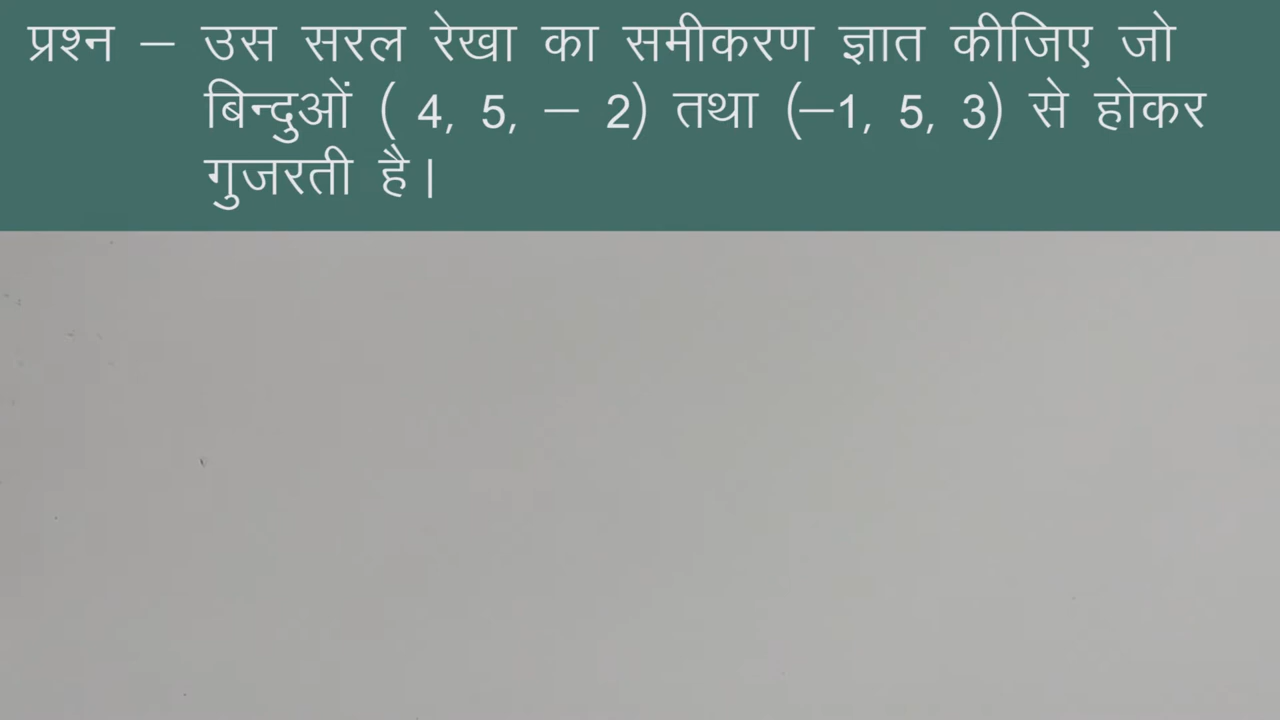 प्रश्न – उस सरल रेखा का समीकरण ज्ञात कीजिए जो
बिन्दुओं ( 4, 5, – 2) तथा (–1, 5, 3) से होकर
गुजरती है।